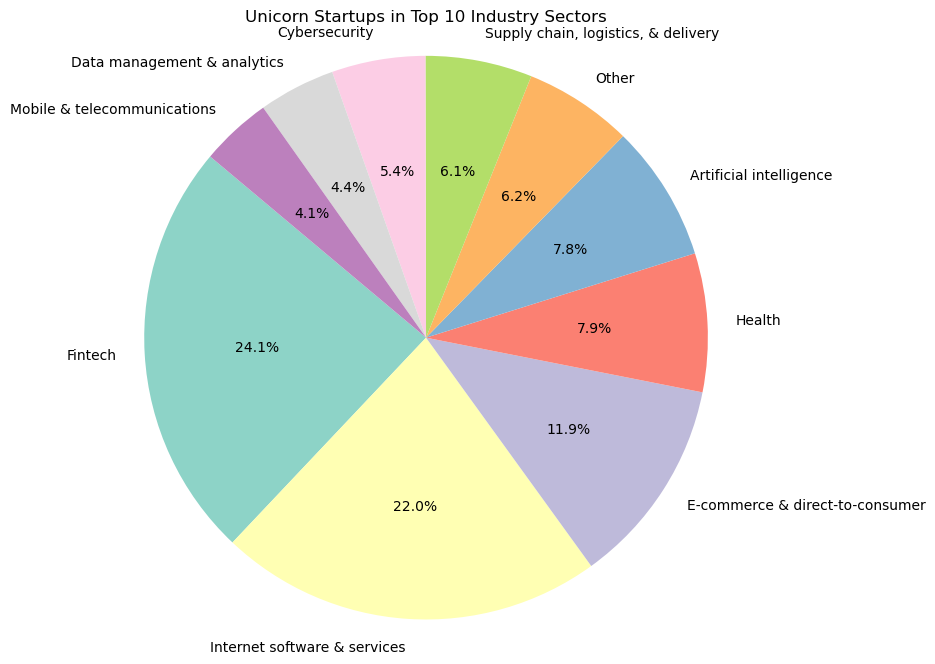 Unicorn Startups in Top 10 Industry Sectors
Cybersecurity
Supply chain, logistics, & delivery
Data management & analytics
Other
Mobile & telecommunications
Artificial intelligence
5.4%
6.1%
4.4%
6.2%
4.1%
7.8%
Health
7.9%
Fintech
24.1%
11.9%
22.0%
E-commerce & direct-to-consumer
Internet software & services